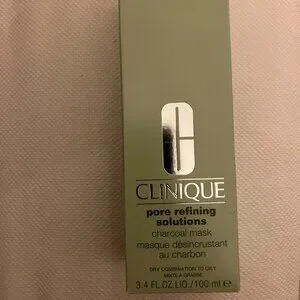 CLINIQUE
pore refining
solutions
charcoal mask
masque désincrustant
au charbon
DRY COMBINATION TO OILY
MIXTE À GRASSE
3.4 FL.OZ.LIQ./100 ml e